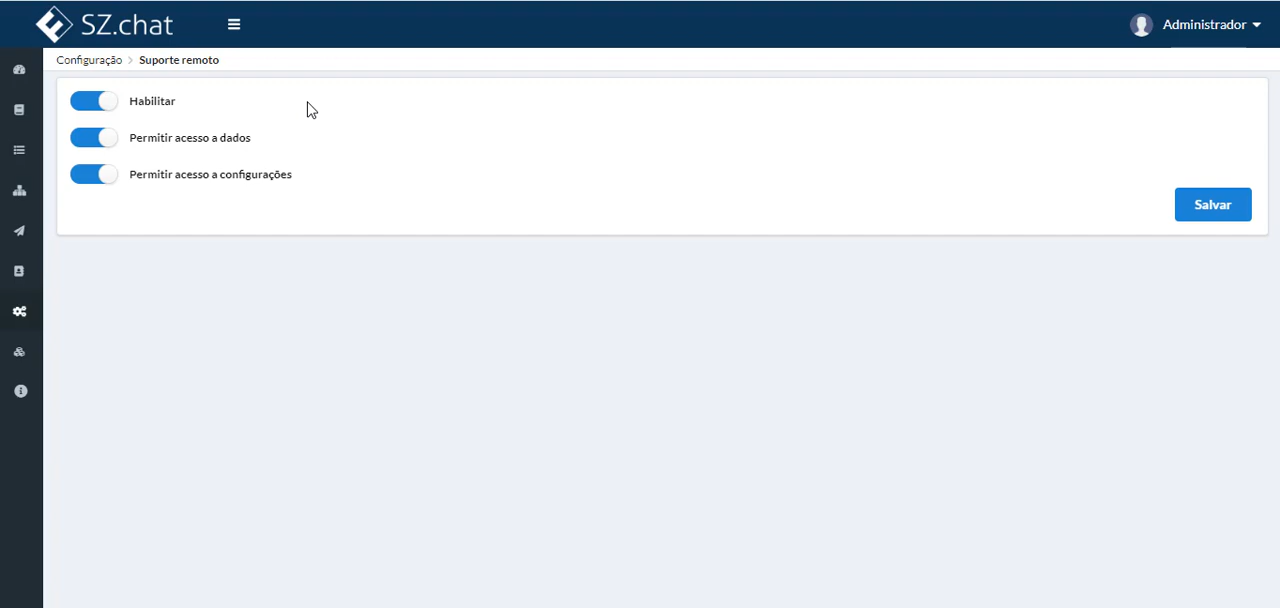 SZ.chat
Administrador
Configuração > Suporte remoto
Habilitar
Permitir acesso a dados
Permitir acesso a configurações
Salvar